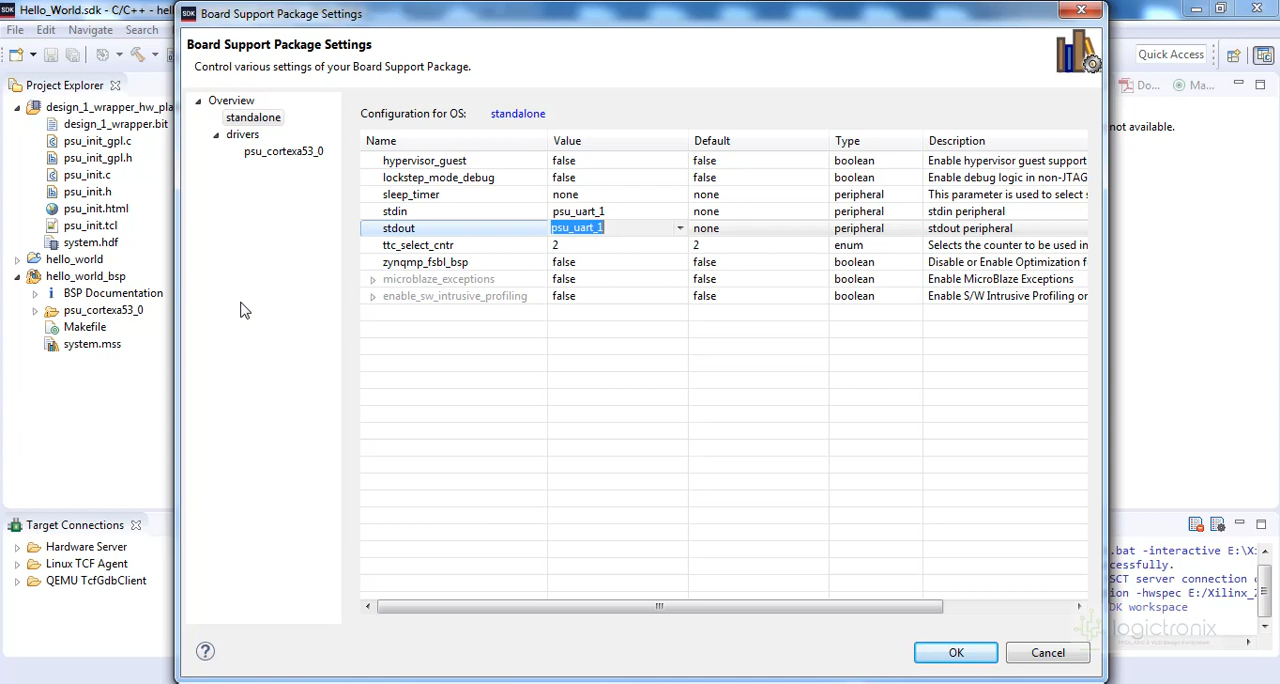 SDK Hello_World.sdk - C/C++ - hell
SDK Board Support Package Settings
File Edit Navigate Search
Board Support Package Settings
Control various settings of your Board Support Package.
Quick Access
Project Explorer
Do... Ma...
not available.
design_1_wrapper_hw_pla
design_1_wrapper.bit
psu_init_gpl.c
psu_init_gpl.h
psu_init.c
psu_init.h
psu_init.html
psu_init.tcl
system.hdf
hello_world
hello_world_bsp
BSP Documentation
psu_cortexa53_0
Makefile
system.mss
Overview
standalone
drivers
psu_cortexa53_0
Configuration for OS: standalone
Name Value Default Type Description
hypervisor_guest false false boolean Enable hypervisor guest support
lockstep_mode_debug false false boolean Enable debug logic in non-JTAG
sleep_timer none none peripheral This parameter is used to select s
stdin psu_uart_1 none peripheral stdin peripheral
stdout psu_uart_1 none peripheral stdout peripheral
ttc_select_cntr 2 2 enum Selects the counter to be used in
zynqmp_fsbl_bsp false false boolean Disable or Enable Optimization f
microblaze_exceptions false false boolean Enable MicroBlaze Exceptions
enable_sw_intrusive_profiling false false boolean Enable S/W Intrusive Profiling or
Target Connections
Hardware Server
Linux TCF Agent
QEMU TcfGdbClient
.bat -interactive E:\Xi
cessfully.
SCT server connection c
ion -hwspec E:/Xilinx_Z
DK workspace
logictronix
OK Cancel